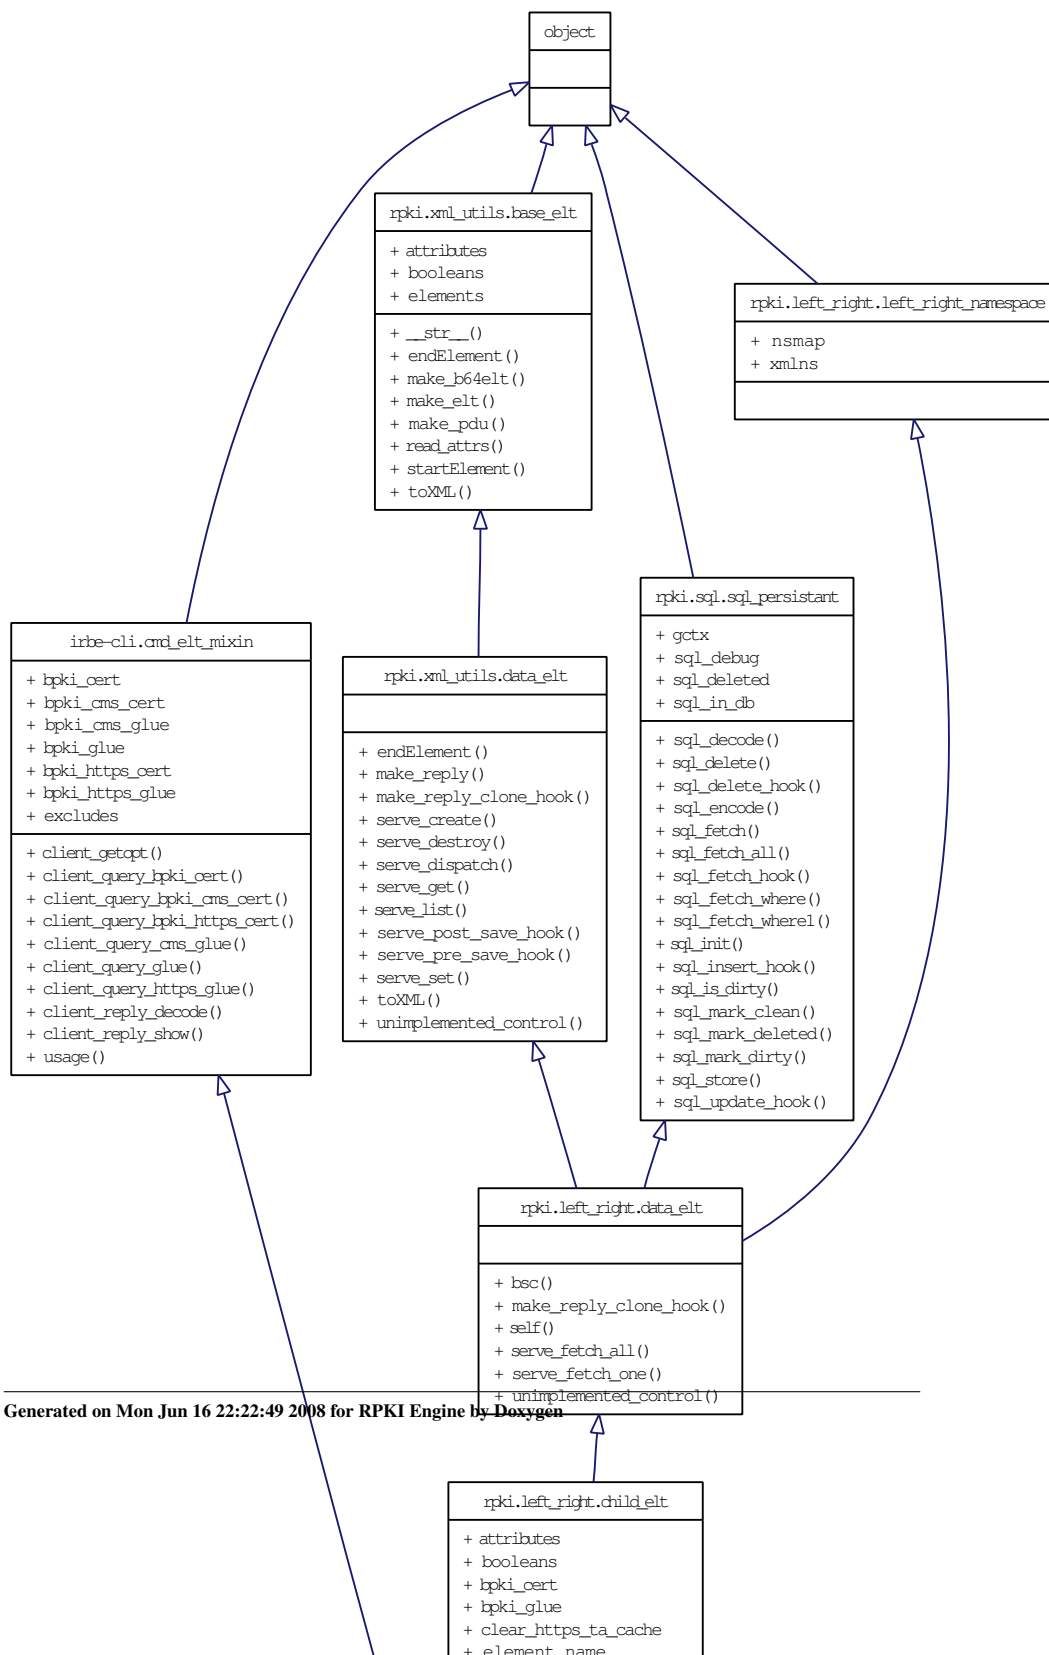 object
rpki.xml_utils.base_elt
+ attributes
+ booleans
+ elements
+ __str__()
+ endElement()
+ make_b64elt()
+ make_elt()
+ make_pdu()
+ read_attrs()
+ startElement()
+ toXML()
rpki.left_right.left_right_namespace
+ nsmap
+ xmlns
rpki.sql.sql_persistant
+ gctx
+ sql_debug
+ sql_deleted
+ sql_in_db
+ sql_decode()
+ sql_delete()
+ sql_delete_hook()
+ sql_encode()
+ sql_fetch()
+ sql_fetch_all()
+ sql_fetch_hook()
+ sql_fetch_where()
+ sql_fetch_where1()
+ sql_init()
+ sql_insert_hook()
+ sql_is_dirty()
+ sql_mark_clean()
+ sql_mark_deleted()
+ sql_mark_dirty()
+ sql_store()
+ sql_update_hook()
irbe-cli.cmd_elt_mixin
+ bpki_cert
+ bpki_cms_cert
+ bpki_cms_glue
+ bpki_glue
+ bpki_https_cert
+ bpki_https_glue
+ excludes
+ client_getopt()
+ client_query_bpki_cert()
+ client_query_bpki_cms_cert()
+ client_query_bpki_https_cert()
+ client_query_cms_glue()
+ client_query_glue()
+ client_query_https_glue()
+ client_reply_decode()
+ client_reply_show()
+ usage()
rpki.xml_utils.data_elt
+ endElement()
+ make_reply()
+ make_reply_clone_hook()
+ serve_create()
+ serve_destroy()
+ serve_dispatch()
+ serve_get()
+ serve_list()
+ serve_post_save_hook()
+ serve_pre_save_hook()
+ serve_set()
+ toXML()
+ unimplemented_control()
rpki.left_right.data_elt
+ bsc()
+ make_reply_clone_hook()
+ self()
+ serve_fetch_all()
+ serve_fetch_one()
+ unimplemented_control()
Generated on Mon Jun 16 22:22:49 2008 for RPKI Engine by Doxygen
rpki.left_right.child_elt
+ attributes
+ booleans
+ bpki_cert
+ bpki_glue
+ clear_https_ta_cache
+ element_name